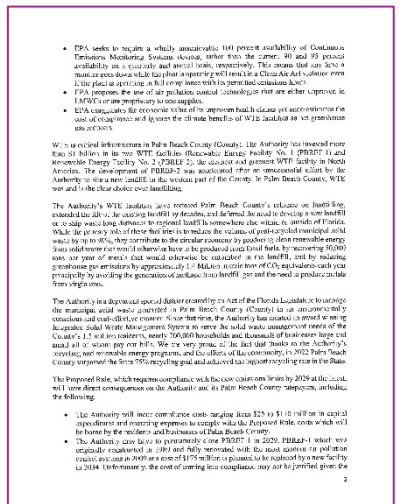 • EPA seeks to require a wholly unachievable 100 percent availability of Continuous
Emissions Monitoring Systems devices, rather than the current 90 and 95 percent
availability on a quarterly and annual basis, respectively. This means that any time a
monitor goes down while the plant is operating will result in a Clean Air Act violation even
if the plant is operating in full compliance with its permitted emissions limits.
• EPA proposes the use of air pollution control technologies that are either unproven in
LMWCs or are proprietary to one supplier.
• EPA exaggerates the economic value of its unproven health claims yet underestimates the
cost of compliance and ignores the climate benefits of WTE facilities as net greenhouse
gas reducers.
WTE is critical infrastructure in Palm Beach County (County). The Authority has invested more
than $1 billion in its two WTE facilities (Renewable Energy Facility No. 1 (PBREF 1) and
Renewable Energy Facility No. 2 (PBREF 2), the cleanest and greenest WTE facility in North
America. The development of PBREF-2 was accelerated after an unsuccessful effort by the
Authority to site a new landfill in the western part of the County. In Palm Beach County, WTE
was and is the clear choice over landfilling.
The Authority's WTE facilities have reduced Palm Beach County's reliance on landfilling,
extended the life of the existing landfill by decades, and deferred the need to develop a new landfill
or to ship waste long distances to regional landfills somewhere else within or outside of Florida.
While the primary role of these facilities is to reduce the volume of post-recycled municipal solid
waste by up to 90%, they contribute to the circular economy by producing clean renewable energy
from solid waste that would otherwise have to be produced from fossil fuels, by recovering 50,000
tons per year of metals that would otherwise be entombed in the landfill, and by reducing
greenhouse gas emissions by approximately 1.4 Million metric tons of CO₂ equivalents each year
principally by avoiding the generation of methane from landfill gas and the need to produce metals
from virgin ores.
The Authority is a dependent special district created by an Act of the Florida Legislature to manage
the municipal solid waste generated in Palm Beach County (County) in an environmentally
conscious and cost-effective manner. Since that time, the Authority has created an award winning
Integrated Solid Waste Management System to serve the solid waste management needs of the
County's 1.5 million residents, nearly 700,000 households and thousands of businesses large and
small all of whom pay our bills. We are very proud of the fact that thanks to the Authority's
recycling and renewable energy programs, and the efforts of the community, in 2022 Palm Beach
County surpassed the State 75% recycling goal and achieved the highest recycling rate in the State.
The Proposed Rule, which requires compliance with the new emissions limits by 2029 at the latest,
will have direct consequences on the Authority and its Palm Beach County ratepayers, including
the following.
• The Authority will incur compliance costs ranging from $25 to $110 million in capital
expenditures and operating expenses to comply with the Proposed Rule, costs which will
be borne by the residents and businesses of Palm Beach County.
• The Authority may have to prematurely close PBREF 1 in 2029. PBREF-1 which was
originally constructed in 1989 and fully renovated with the most modern air pollution
control systems in 2009 at a cost of $175 million is planned to be replaced by a new facility
in 2034. Unfortunately, the cost of coming into compliance may not be justified given the
2